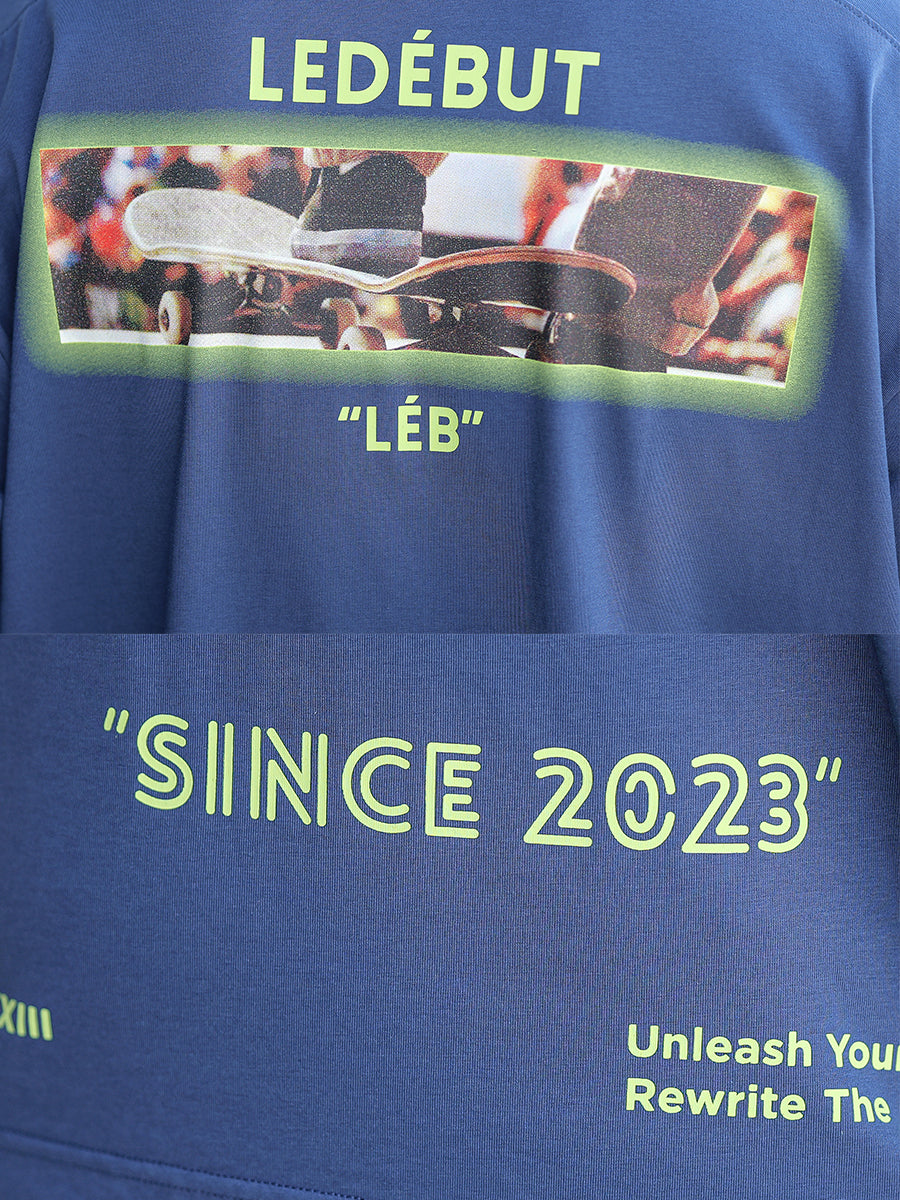 LEDÉBUT
“LÉB”
“SINCE 2023”
XIII
Unleash Your
Rewrite The